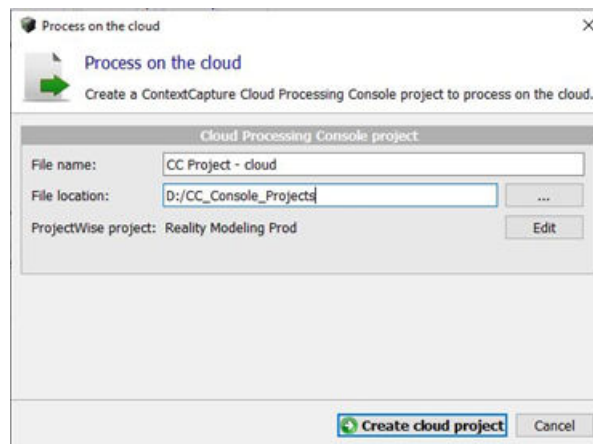 Process on the cloud
Process on the cloud
Create a ContextCapture Cloud Processing Console project to process on the cloud.
Cloud Processing Console project
File name: CC Project - cloud
File location: D:/CC_Console_Projects ...
ProjectWise project: Reality Modeling Prod Edit
Create cloud project Cancel